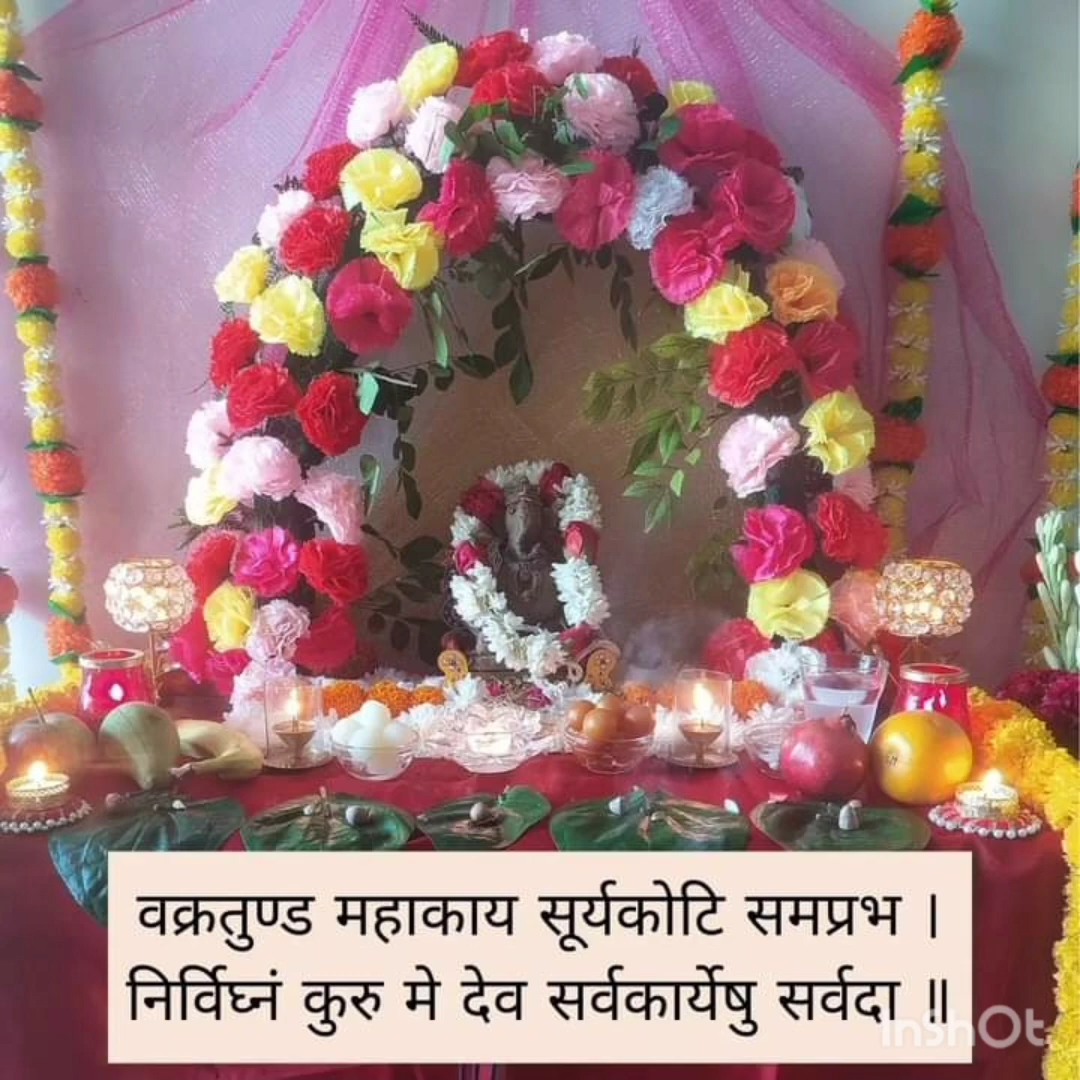 वक्रतुण्ड महाकाय सूर्यकोटि समप्रभ ।
निर्विघ्नं कुरु मे देव सर्वकार्येषु सर्वदा ॥
InShOt